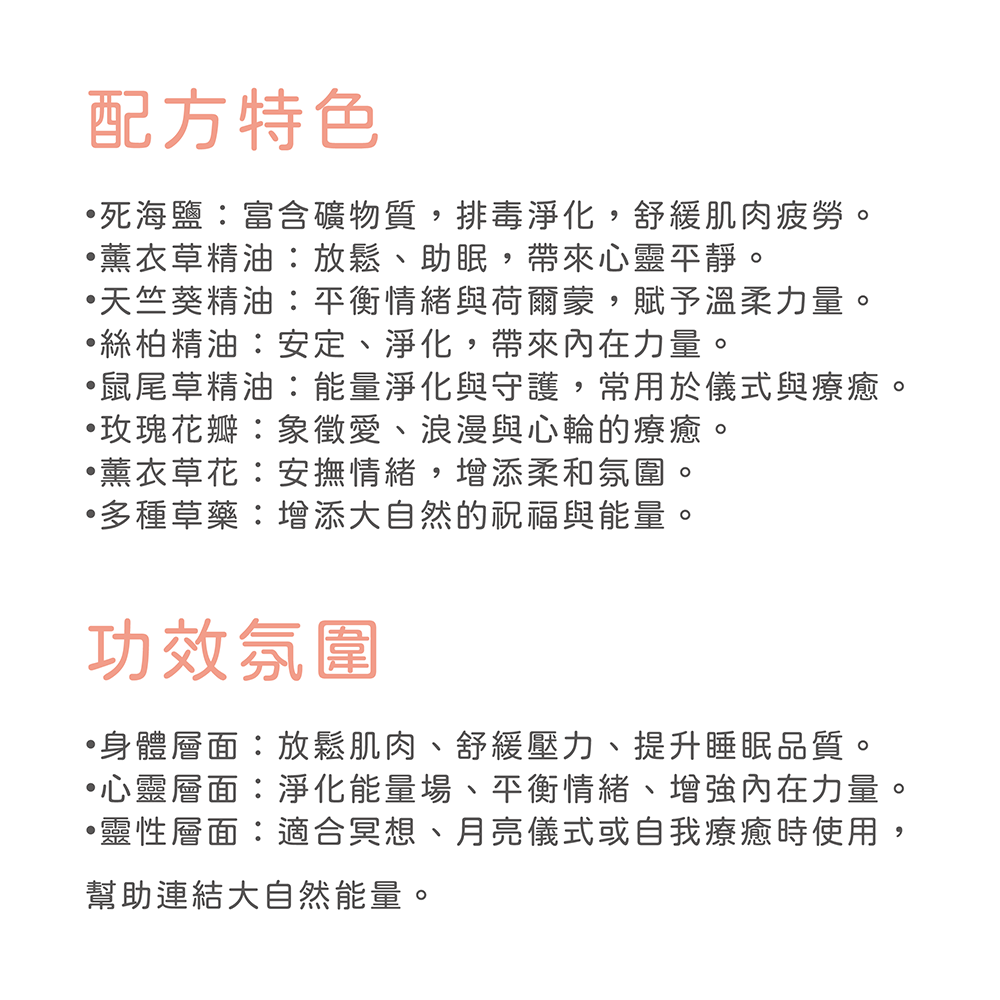 配方特色
•死海鹽：富含礦物質，排毒淨化，舒緩肌肉疲勞。
•薰衣草精油：放鬆、助眠，帶來心靈平靜。
•天竺葵精油：平衡情緒與荷爾蒙，賦予溫柔力量。
•絲柏精油：安定、淨化，帶來內在力量。
•鼠尾草精油：能量淨化與守護，常用於儀式與療癒。
•玫瑰花瓣：象徵愛、浪漫與心輪的療癒。
•薰衣草花：安撫情緒，增添柔和氛圍。
•多種草藥：增添大自然的祝福與能量。
功效氛圍
•身體層面：放鬆肌肉、舒緩壓力、提升睡眠品質。
•心靈層面：淨化能量場、平衡情緒、增強內在力量。
•靈性層面：適合冥想、月亮儀式或自我療癒時使用，
幫助連結大自然能量。